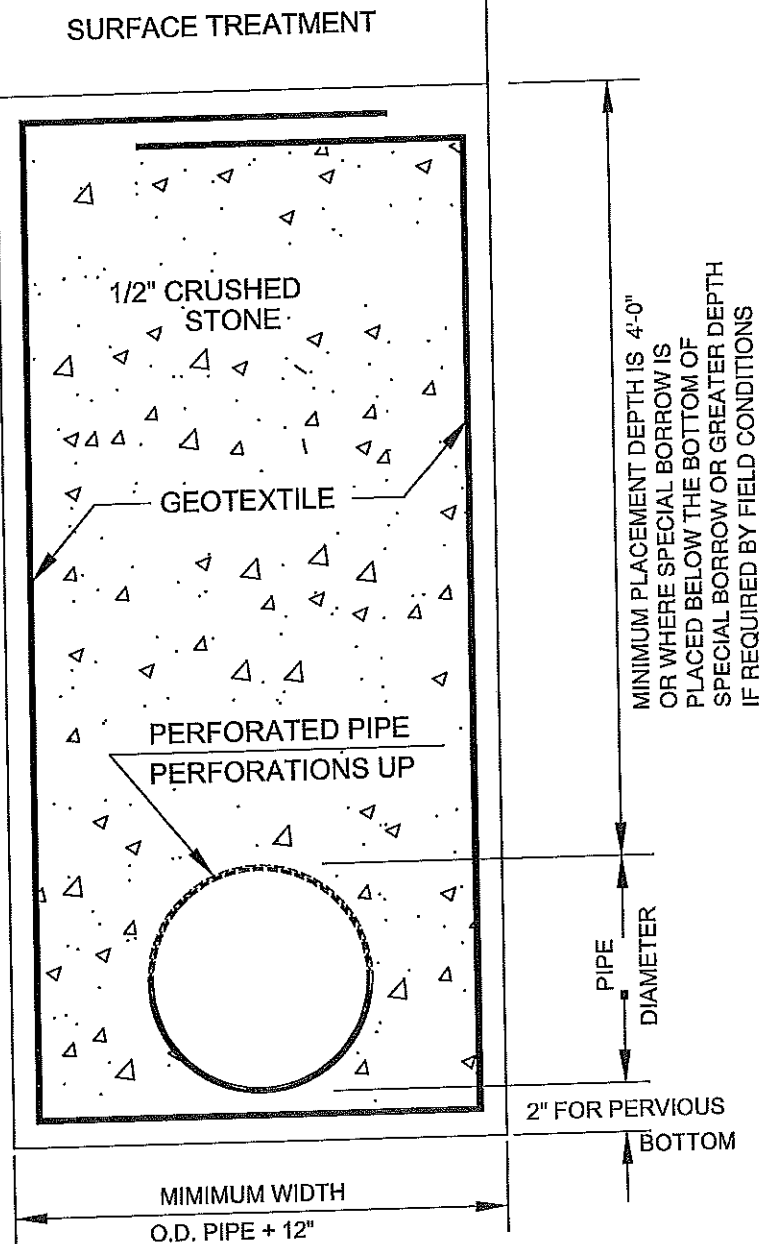 SURFACE TREATMENT
1/2" CRUSHED
STONE
GEOTEXTILE
PERFORATED PIPE
PERFORATIONS UP
MINIMUM PLACEMENT DEPTH IS 4'-0"
OR WHERE SPECIAL BORROW IS
PLACED BELOW THE BOTTOM OF
SPECIAL BORROW OR GREATER DEPTH
IF REQUIRED BY FIELD CONDITIONS
PIPE
DIAMETER
2" FOR PERVIOUS
BOTTOM
MIMIMUM WIDTH
O.D. PIPE + 12"